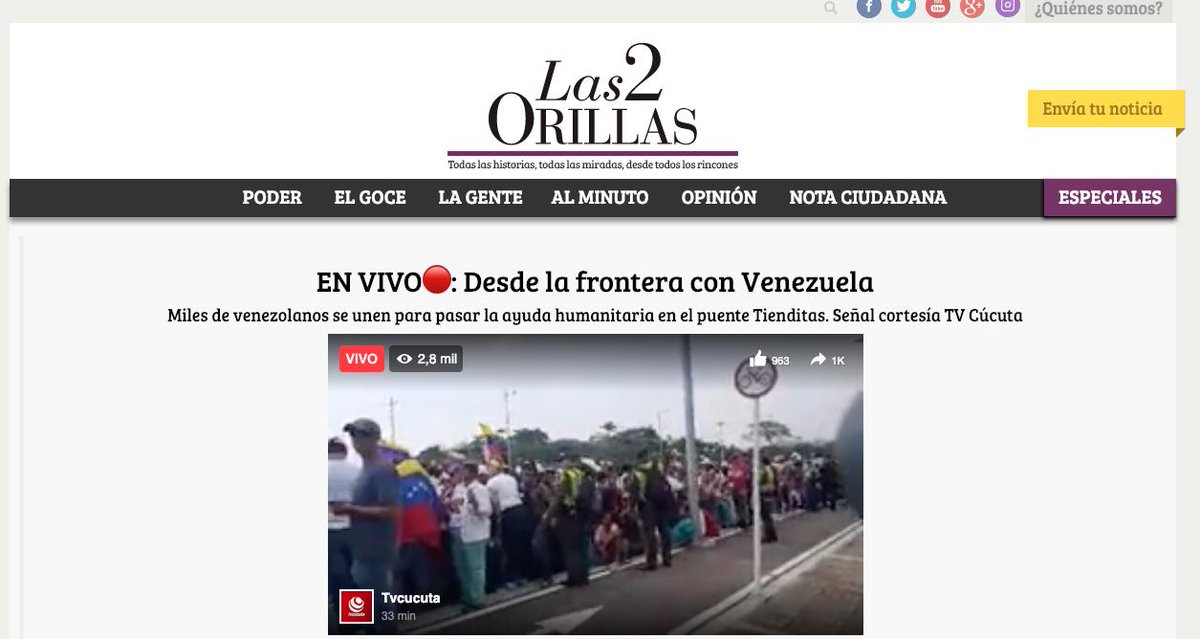 ¿Quiénes somos?
Las 2
ORILLAS
Todas las historias, todas las miradas, desde todos los rincones
Envía tu noticia
PODER EL GOCE LA GENTE AL MINUTO OPINIÓN NOTA CIUDADANA ESPECIALES
EN VIVO🔴: Desde la frontera con Venezuela
Miles de venezolanos se unen para pasar la ayuda humanitaria en el puente Tienditas. Señal cortesía TV Cúcuta
VIVO 2,8 mil 963 1K
Tvcucuta
33 min